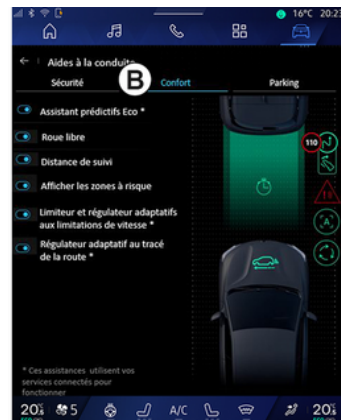 16°C 20:23
Aides à la conduite
Sécurité
B
Confort
Parking
Assistant prédictifs Eco *
Roue libre
Distance de suivi
Afficher les zones à risque
Limiteur et régulateur adaptatifs
aux limitations de vitesse *
Régulateur adaptatif au tracé
de la route *
110
A
* Ces assistances utilisent vos
services connectés pour
fonctionner
20 5 A/C 20